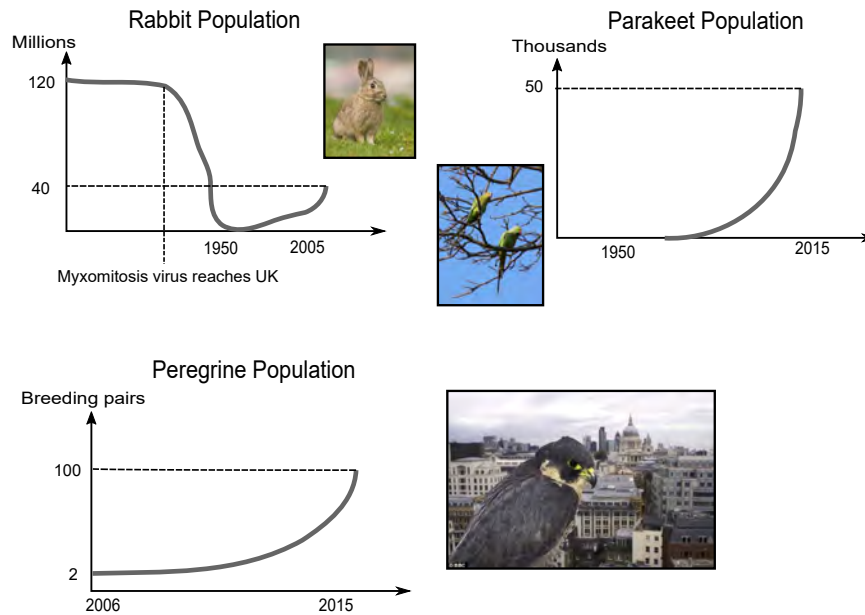 Rabbit Population
Millions
120
40
1950 2005
Myxomitosis virus reaches UK
Parakeet Population
Thousands
50
1950 2015
Peregrine Population
Breeding pairs
100
2
2006 2015